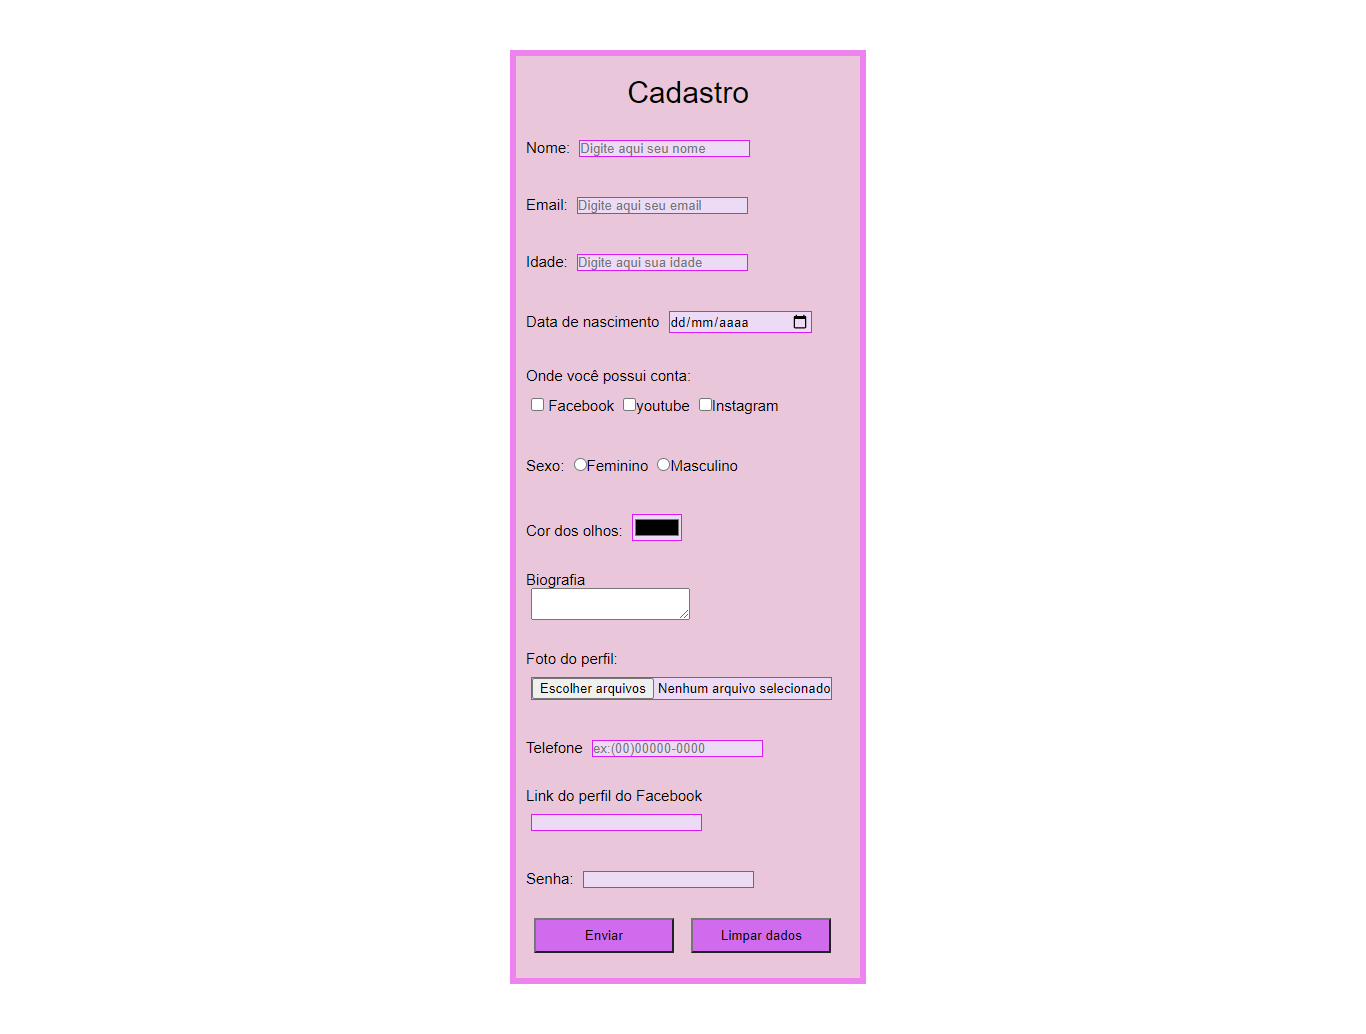 Cadastro
Nome: Digite aqui seu nome
Email: Digite aqui seu email
Idade: Digite aqui sua idade
Data de nascimento dd/mm/aaaa
Onde você possui conta:
Facebook youtube Instagram
Sexo: Feminino Masculino
Cor dos olhos:
Biografia
Foto do perfil:
Escolher arquivos Nenhum arquivo selecionado
Telefone ex:(00)00000-0000
Link do perfil do Facebook
Senha:
Enviar Limpar dados